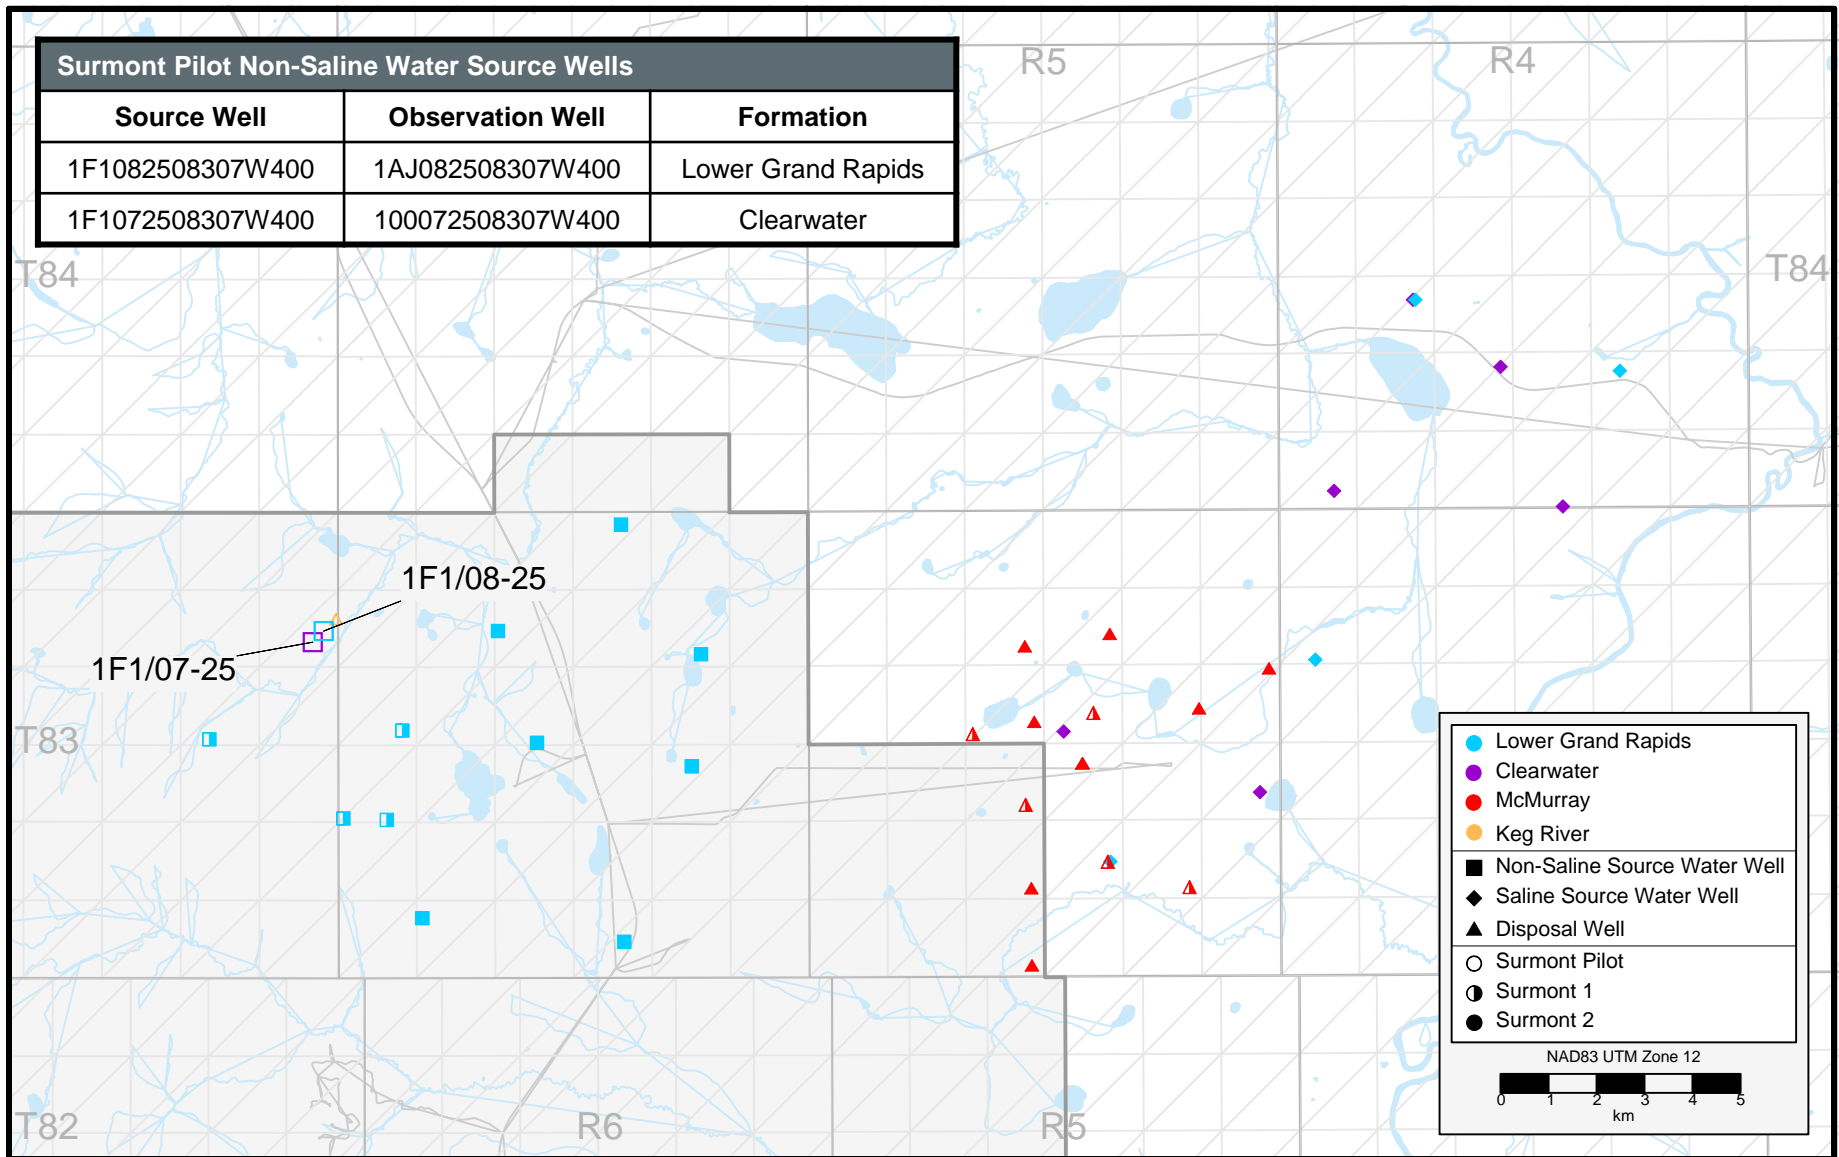 Surmont Pilot Non-Saline Water Source Wells
Source Well Observation Well Formation
1F1082508307W400 1AJ082508307W400 Lower Grand Rapids
1F1072508307W400 100072508307W400 Clearwater
R5 R4
T84 T84
1F1/08-25
1F1/07-25
T83
Lower Grand Rapids
Clearwater
McMurray
Keg River
Non-Saline Source Water Well
Saline Source Water Well
Disposal Well
Surmont Pilot
Surmont 1
Surmont 2
NAD83 UTM Zone 12
0 1 2 3 4 5
km
T82 R6 R5